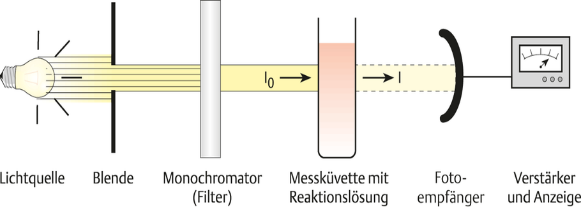 I₀
I
Lichtquelle
Blende
Monochromator
(Filter)
Messküvette mit
Reaktionslösung
Foto-
empfänger
Verstärker
und Anzeige